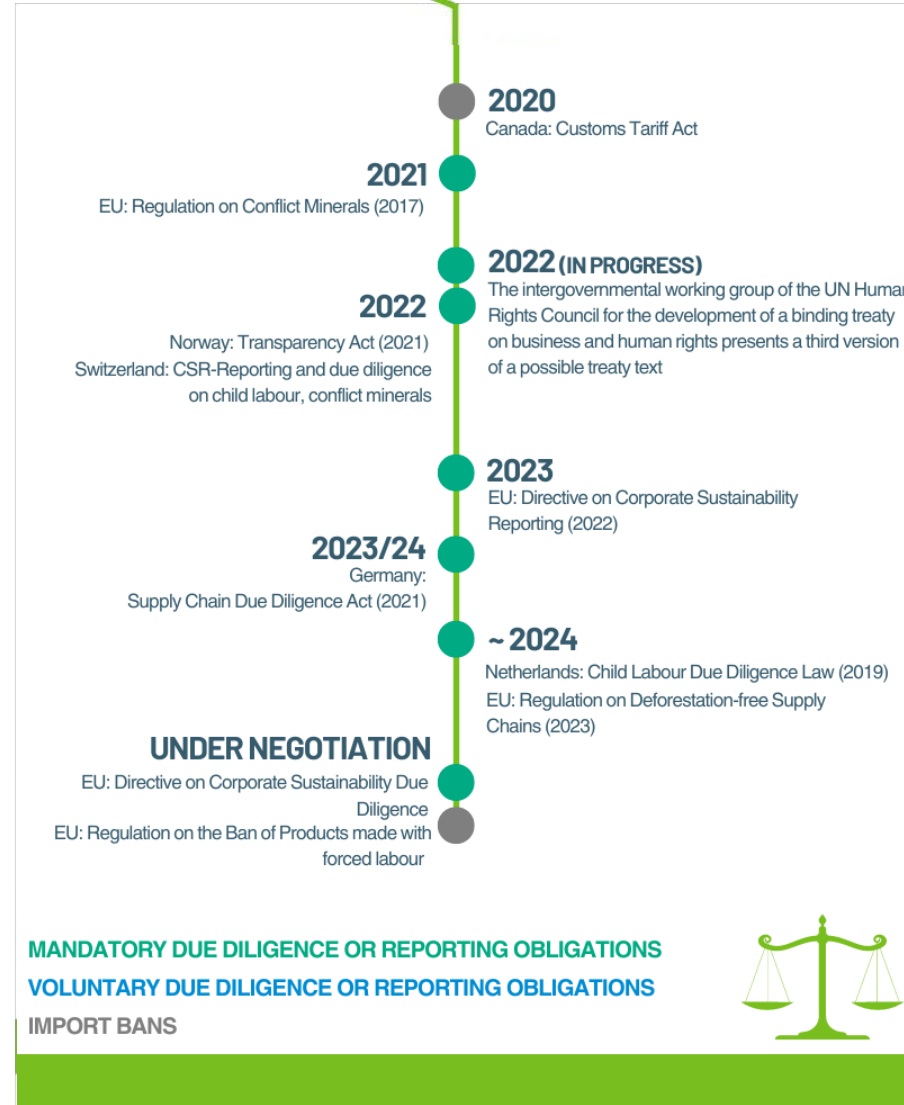 2020
Canada: Customs Tariff Act
2021
EU: Regulation on Conflict Minerals (2017)
2022 (IN PROGRESS)
The intergovernmental working group of the UN Human
Rights Council for the development of a binding treaty
on business and human rights presents a third version
of a possible treaty text
2022
Norway: Transparency Act (2021)
Switzerland: CSR-Reporting and due diligence
on child labour, conflict minerals
2023
EU: Directive on Corporate Sustainability
Reporting (2022)
2023/24
Germany:
Supply Chain Due Diligence Act (2021)
~ 2024
Netherlands: Child Labour Due Diligence Law (2019)
EU: Regulation on Deforestation-free Supply
Chains (2023)
UNDER NEGOTIATION
EU: Directive on Corporate Sustainability Due
Diligence
EU: Regulation on the Ban of Products made with
forced labour
MANDATORY DUE DILIGENCE OR REPORTING OBLIGATIONS
VOLUNTARY DUE DILIGENCE OR REPORTING OBLIGATIONS
IMPORT BANS